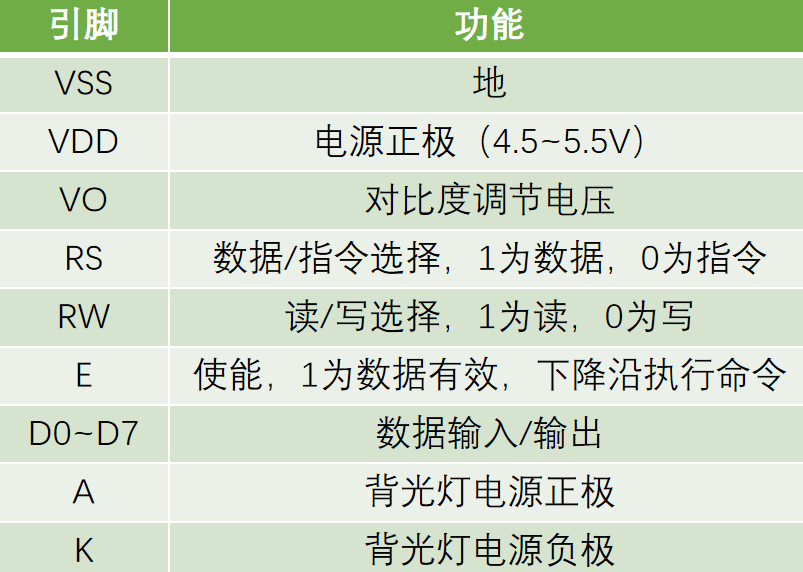 引脚 功能
VSS 地
VDD 电源正极（4.5~5.5V）
VO 对比度调节电压
RS 数据/指令选择，1为数据，0为指令
RW 读/写选择，1为读，0为写
E 使能，1为数据有效，下降沿执行命令
D0~D7 数据输入/输出
A 背光灯电源正极
K 背光灯电源负极